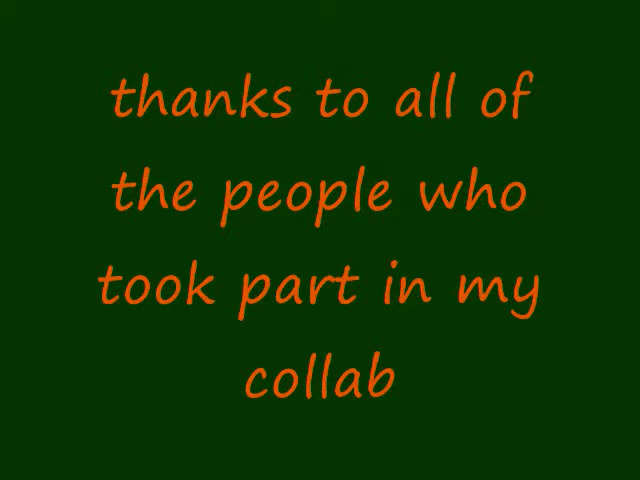 thanks to all of
the people who
took part in my
collab